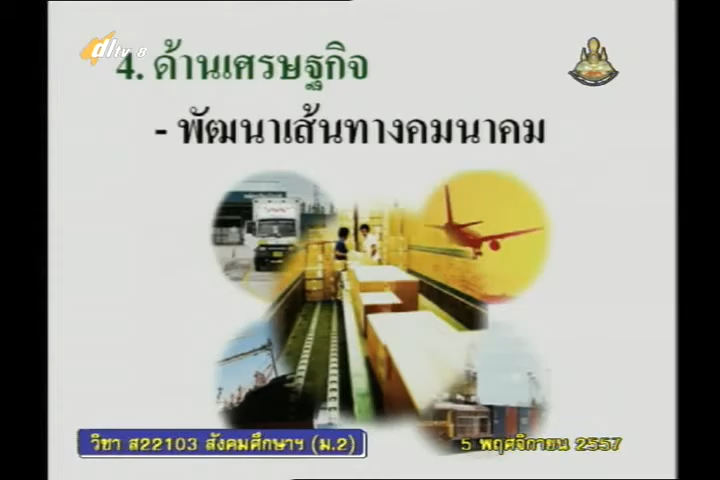 dltv 8
4. ด้านเศรษฐกิจ
- พัฒนาเส้นทางคมนาคม
วิชา ส22103 สังคมศึกษาฯ (ม.2)
5 พฤศจิกายน 2557